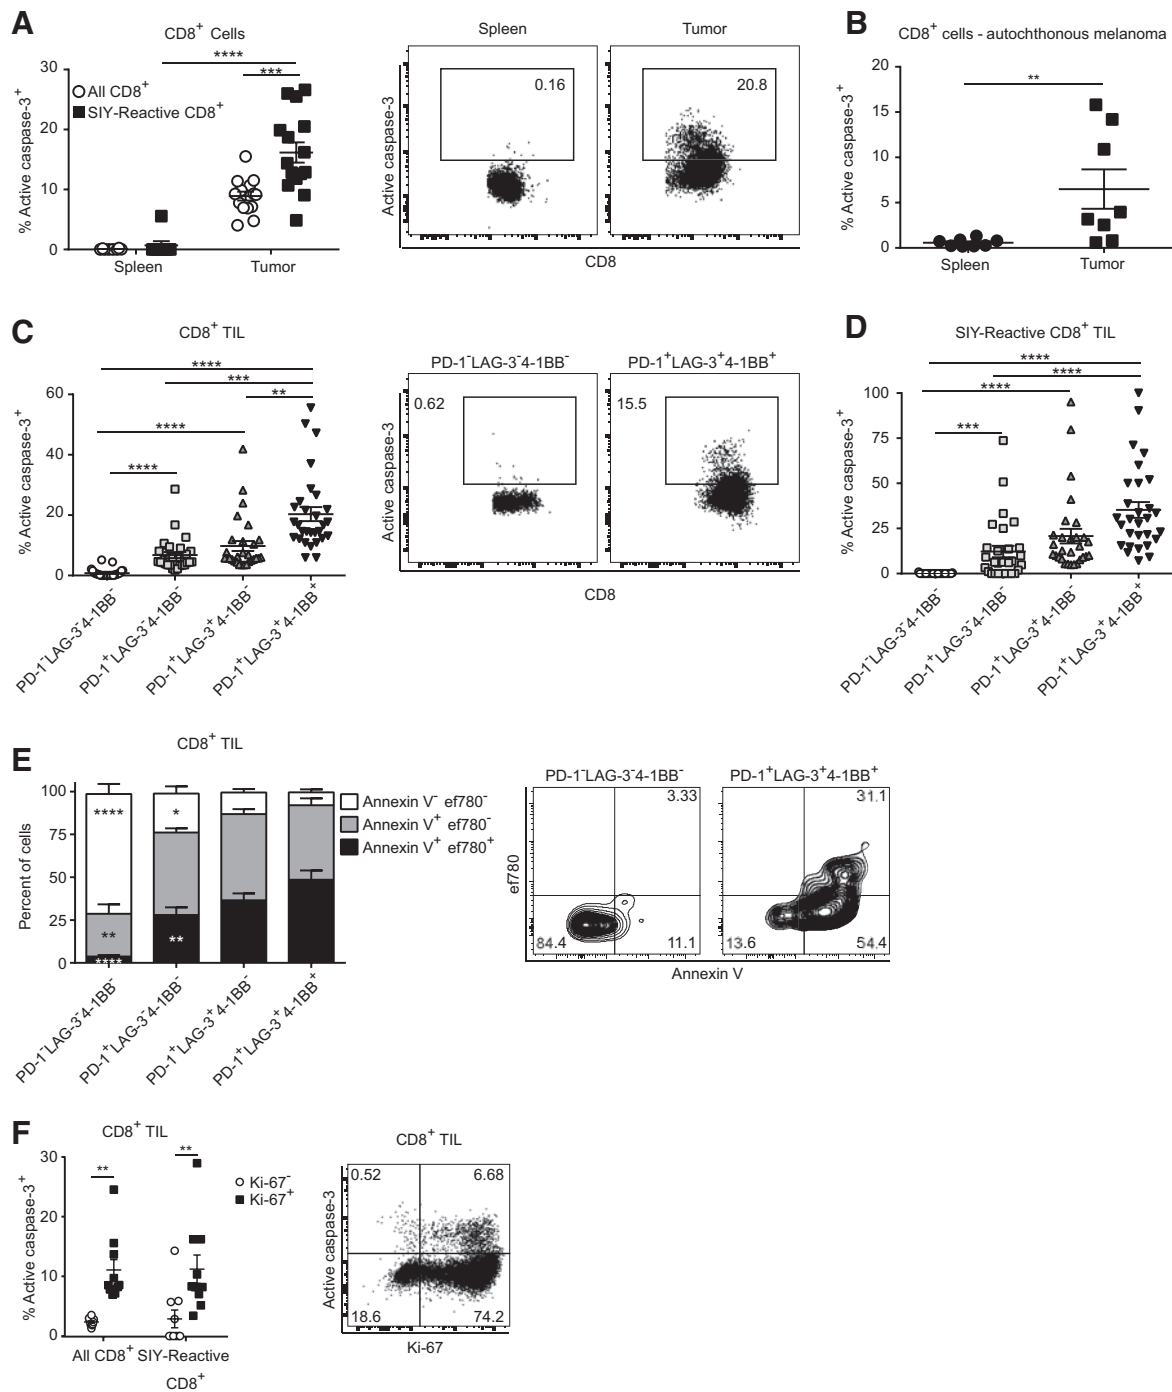 A
CD8+ Cells
****
***
All CD8+
SIY-Reactive CD8+
% Active caspase-3+
30
20
10
0
Spleen
Tumor
Spleen
Tumor
0.16
20.8
Active caspase-3
CD8
B
CD8+ cells - autochthonous melanoma
**
% Active caspase-3+
20
15
10
5
0
Spleen
Tumor
C
CD8+ TIL
****
***
**
****
****
% Active caspase-3+
60
40
20
0
PD-1-LAG-3-4-1BB-
PD-1+LAG-3-4-1BB-
PD-1+LAG-3+4-1BB-
PD-1+LAG-3+4-1BB+
PD-1-LAG-3-4-1BB-
PD-1+LAG-3+4-1BB+
0.62
15.5
Active caspase-3
CD8
D
SIY-Reactive CD8+ TIL
****
****
****
***
% Active caspase-3+
100
75
50
25
0
PD-1-LAG-3-4-1BB-
PD-1+LAG-3-4-1BB-
PD-1+LAG-3+4-1BB-
PD-1+LAG-3+4-1BB+
E
CD8+ TIL
Percent of cells
100
75
50
25
0
****
*
**
**
****
Annexin V- ef780-
Annexin V+ ef780-
Annexin V+ ef780+
PD-1-LAG-3-4-1BB-
PD-1+LAG-3-4-1BB-
PD-1+LAG-3+4-1BB-
PD-1+LAG-3+4-1BB+
PD-1-LAG-3-4-1BB-
PD-1+LAG-3+4-1BB+
3.33
31.1
ef780
84.4
11.1
13.6
54.4
Annexin V
F
CD8+ TIL
**
**
Ki-67-
Ki-67+
% Active caspase-3+
30
20
10
0
All CD8+ SIY-Reactive
CD8+
CD8+ TIL
0.52
6.68
Active caspase-3
18.6
74.2
Ki-67